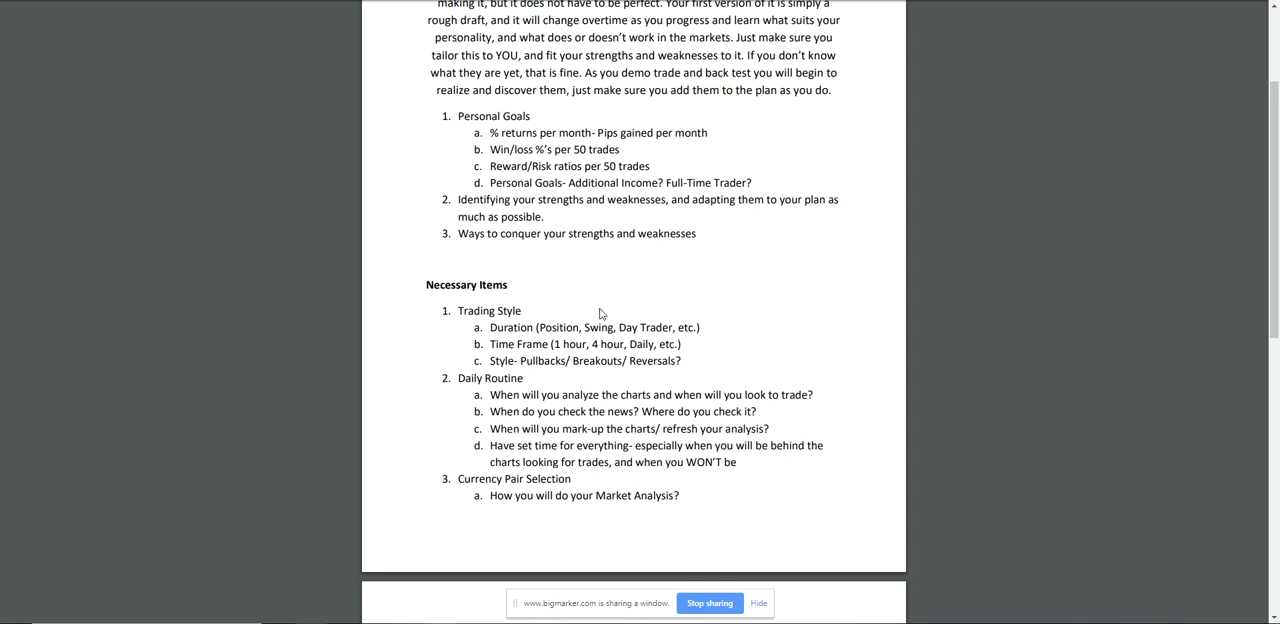 making it, but it does not have to be perfect. Your first version of it is simply a
rough draft, and it will change overtime as you progress and learn what suits your
personality, and what does or doesn't work in the markets. Just make sure you
tailor this to YOU, and fit your strengths and weaknesses to it. If you don't know
what they are yet, that is fine. As you demo trade and back test you will begin to
realize and discover them, just make sure you add them to the plan as you do.
1. Personal Goals
a. % returns per month- Pips gained per month
b. Win/loss %'s per 50 trades
c. Reward/Risk ratios per 50 trades
d. Personal Goals- Additional Income? Full-Time Trader?
2. Identifying your strengths and weaknesses, and adapting them to your plan as
much as possible.
3. Ways to conquer your strengths and weaknesses
Necessary Items
1. Trading Style
a. Duration (Position, Swing, Day Trader, etc.)
b. Time Frame (1 hour, 4 hour, Daily, etc.)
c. Style- Pullbacks/ Breakouts/ Reversals?
2. Daily Routine
a. When will you analyze the charts and when will you look to trade?
b. When do you check the news? Where do you check it?
c. When will you mark-up the charts/ refresh your analysis?
d. Have set time for everything- especially when you will be behind the
charts looking for trades, and when you WON'T be
3. Currency Pair Selection
a. How you will do your Market Analysis?
www.bigmarker.com is sharing a window. Stop sharing Hide